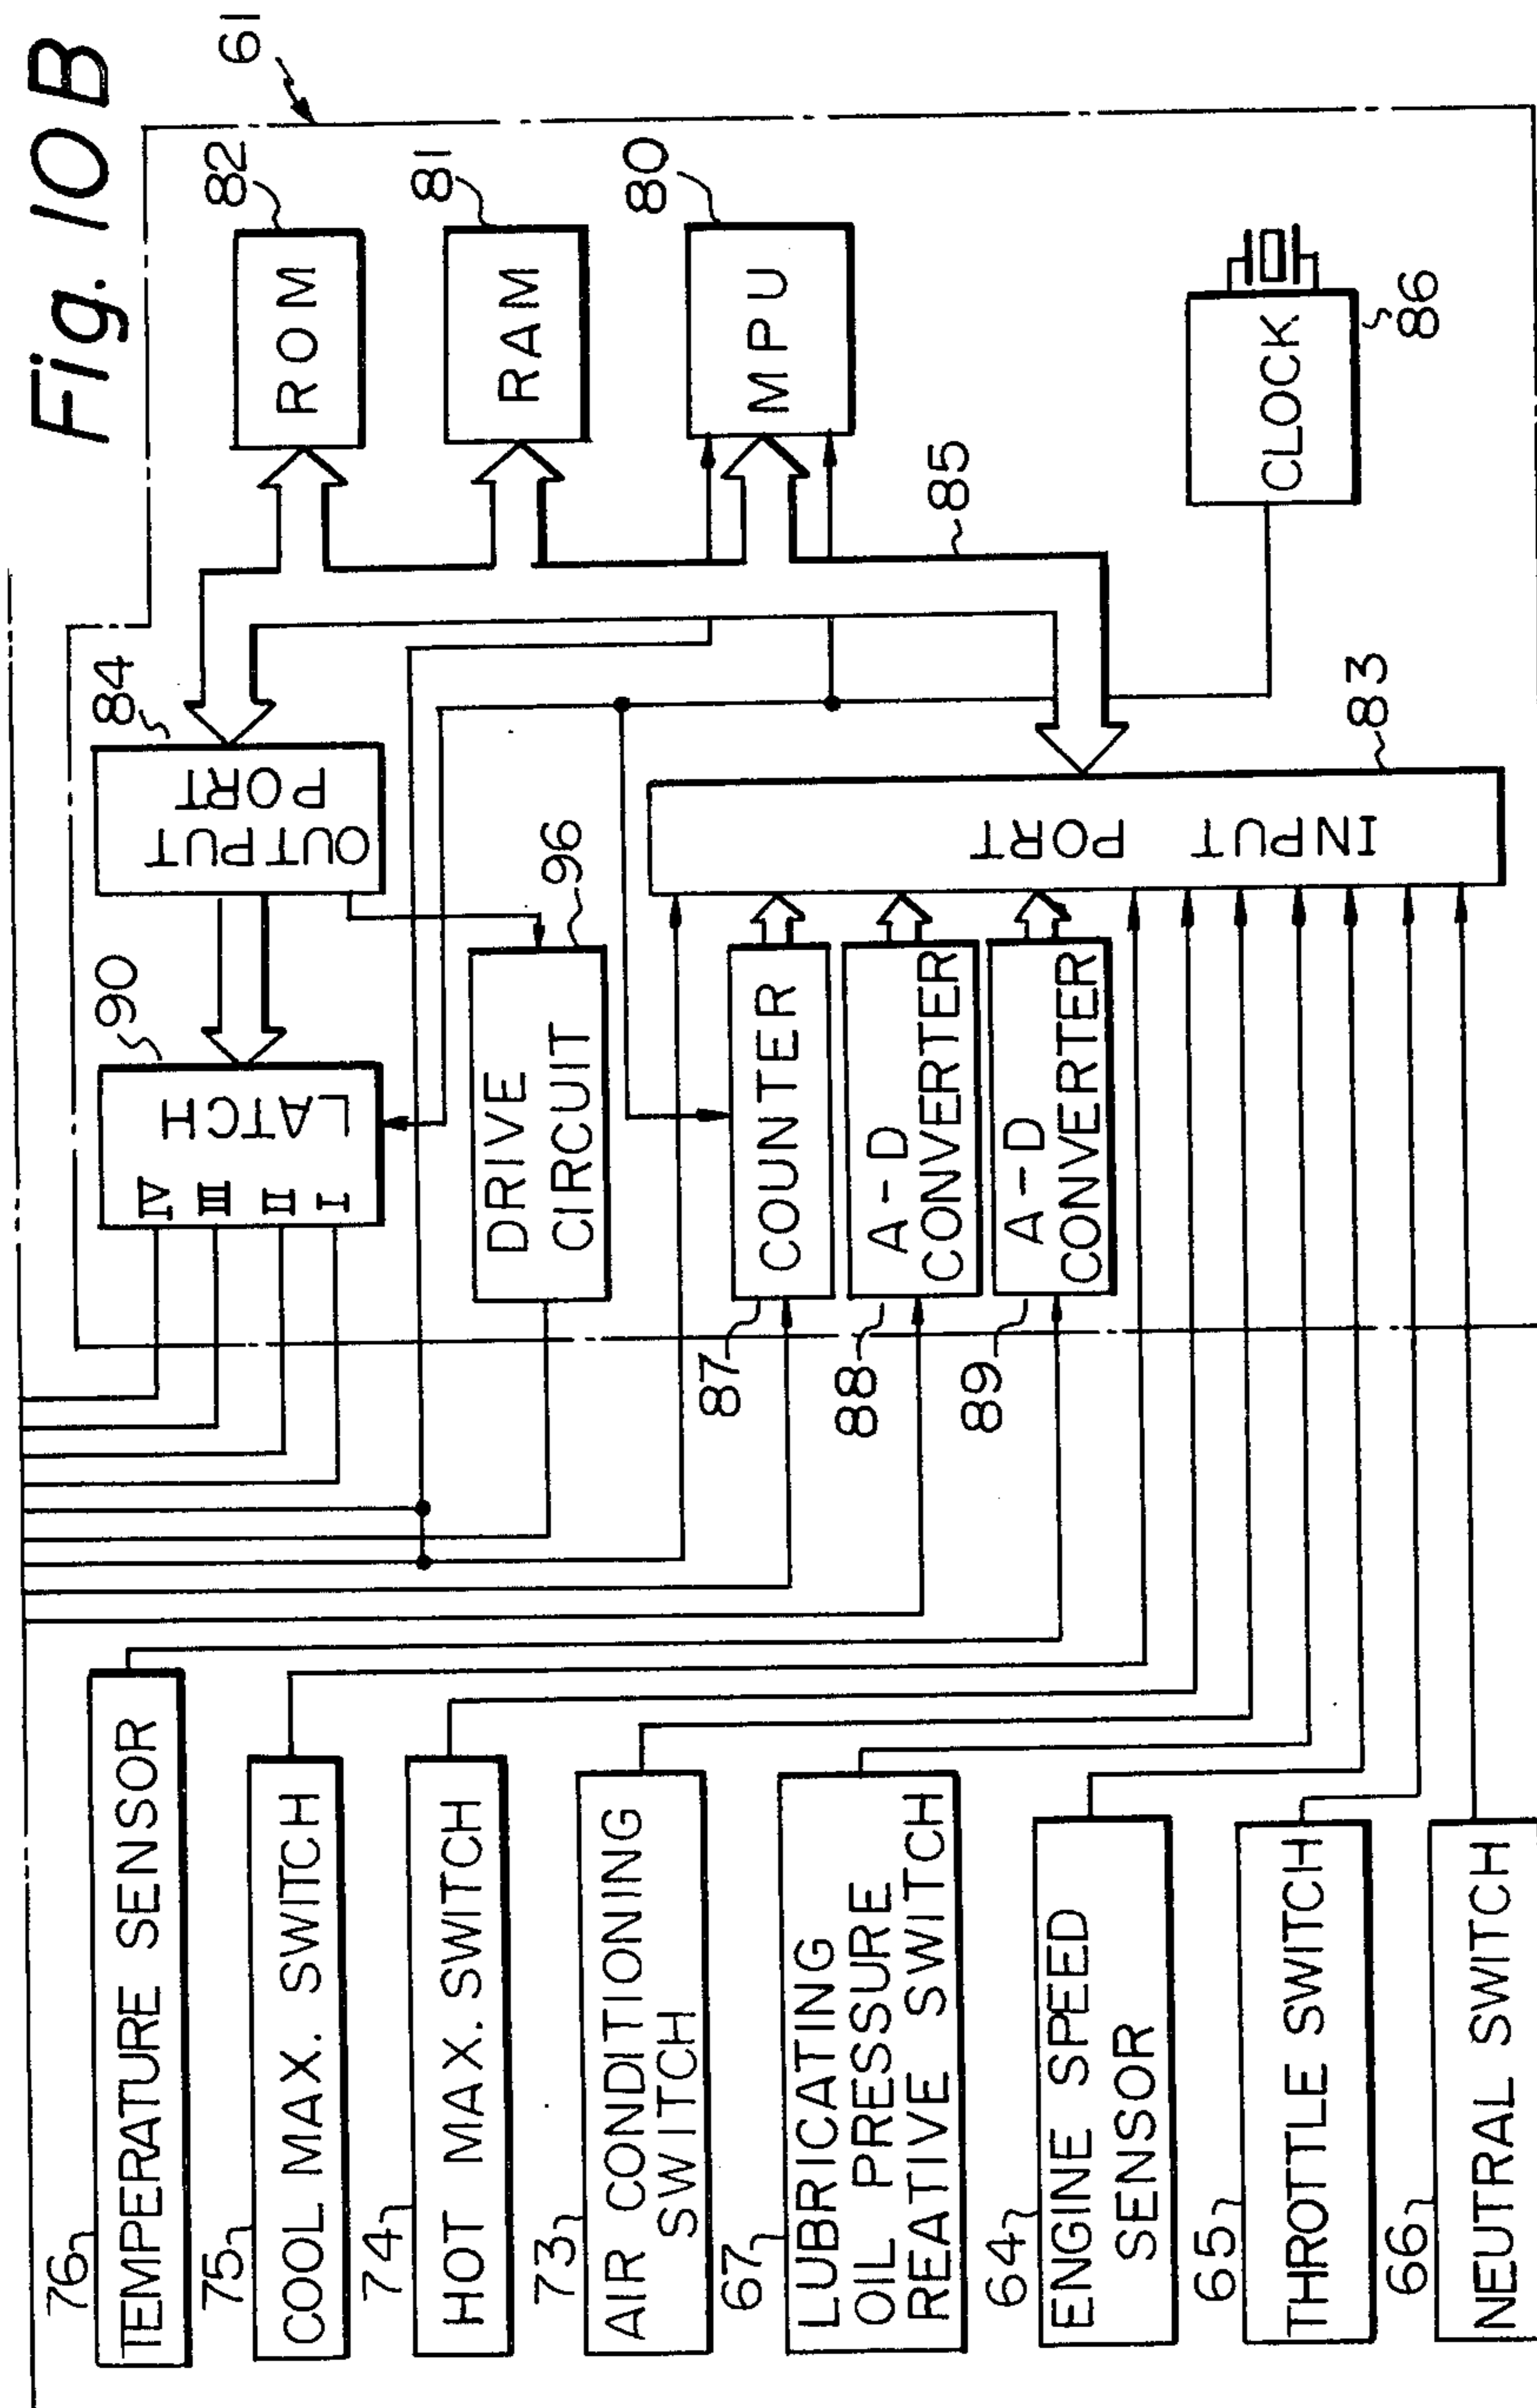 Fig. 10 B
61
82
ROM
81
RAM
80
MPU
85
CLOCK
86
84
OUTPUT
PORT
90
LATCH
IV
III
II
I
96
DRIVE
CIRCUIT
83
INPUT PORT
87
COUNTER
88
A-D
CONVERTER
89
A-D
CONVERTER
76
TEMPERATURE SENSOR
75
COOL MAX. SWITCH
74
HOT MAX. SWITCH
73
AIR CONDITIONING
SWITCH
67
LUBRICATING
OIL PRESSURE
REATIVE SWITCH
64
ENGINE SPEED
SENSOR
65
THROTTLE SWITCH
66
NEUTRAL SWITCH